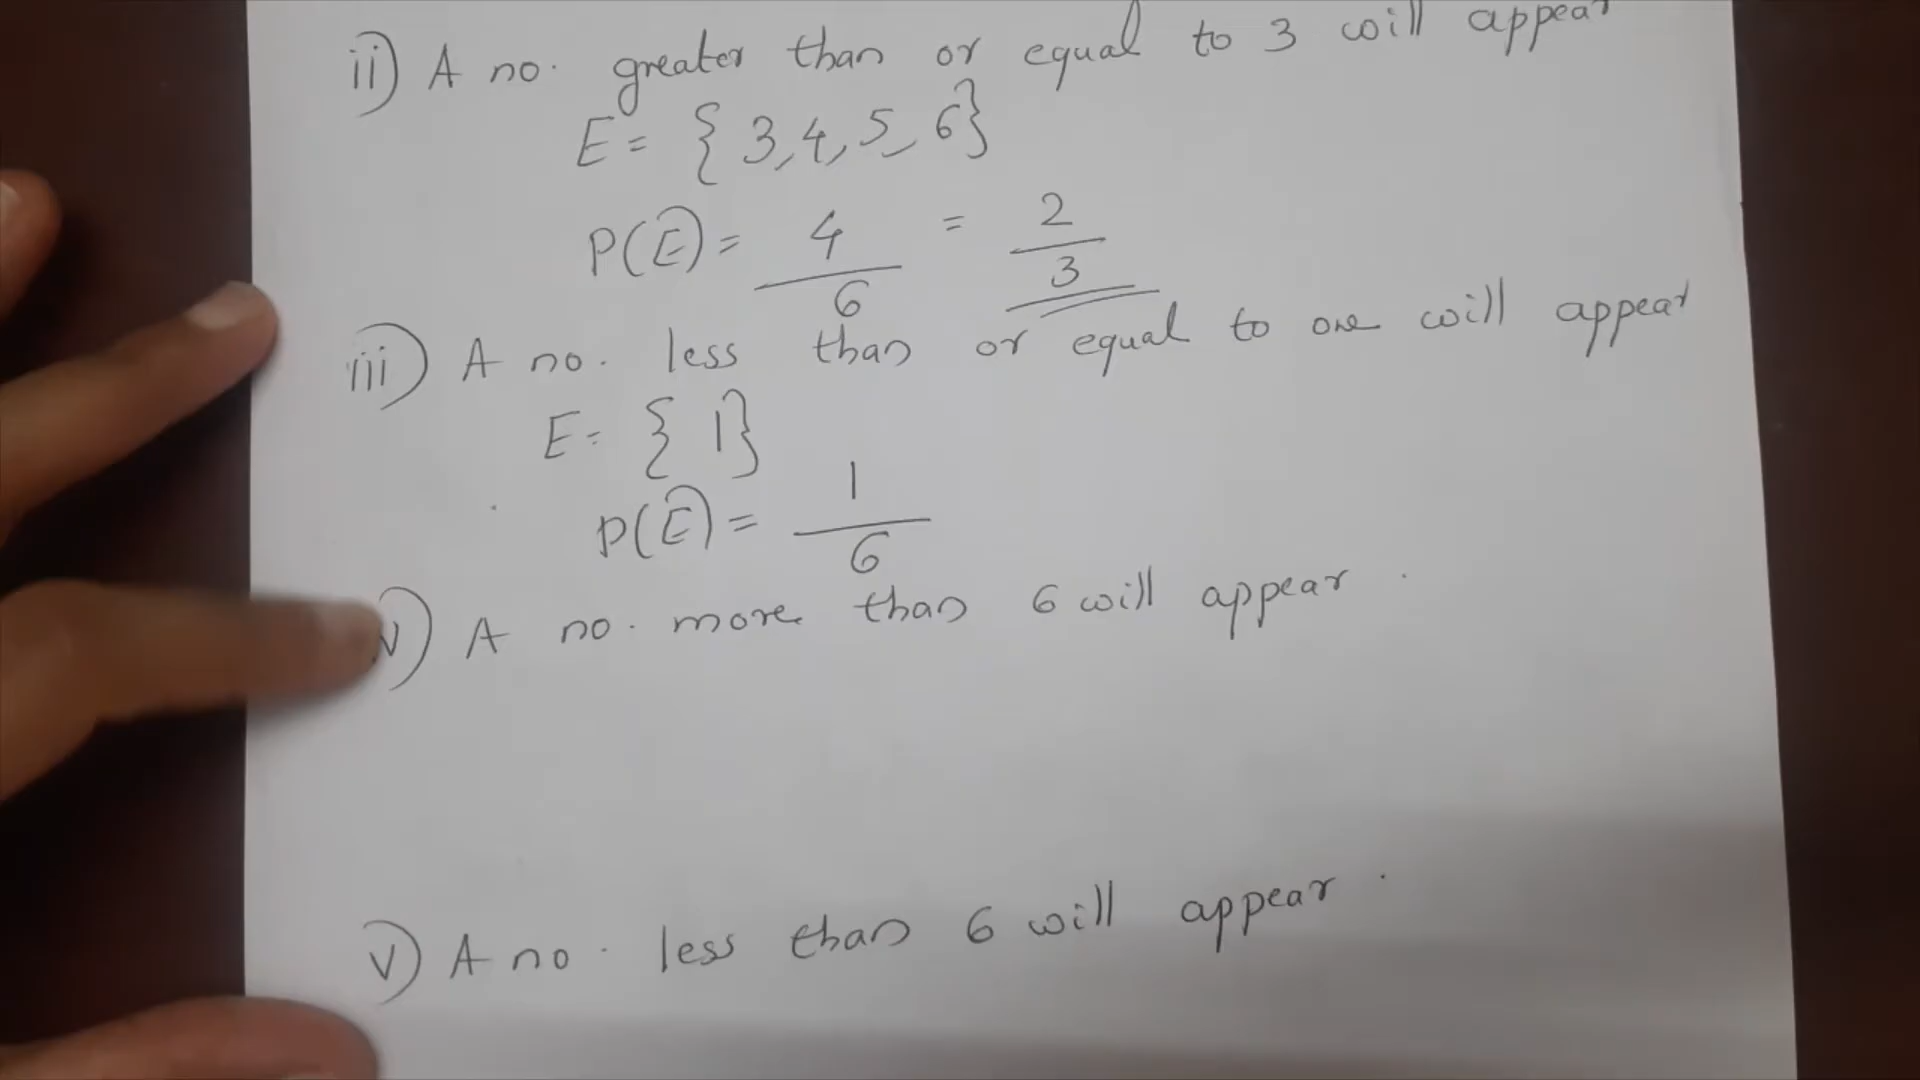 ii) A no. greater than or equal to 3 will appear
E = { 3, 4, 5, 6}
P(E) = 4/6 = 2/3
iii) A no. less than or equal to one will appear
E = { 1}
P(E) = 1/6
v) A no. more than 6 will appear.
v) A no. less than 6 will appear.